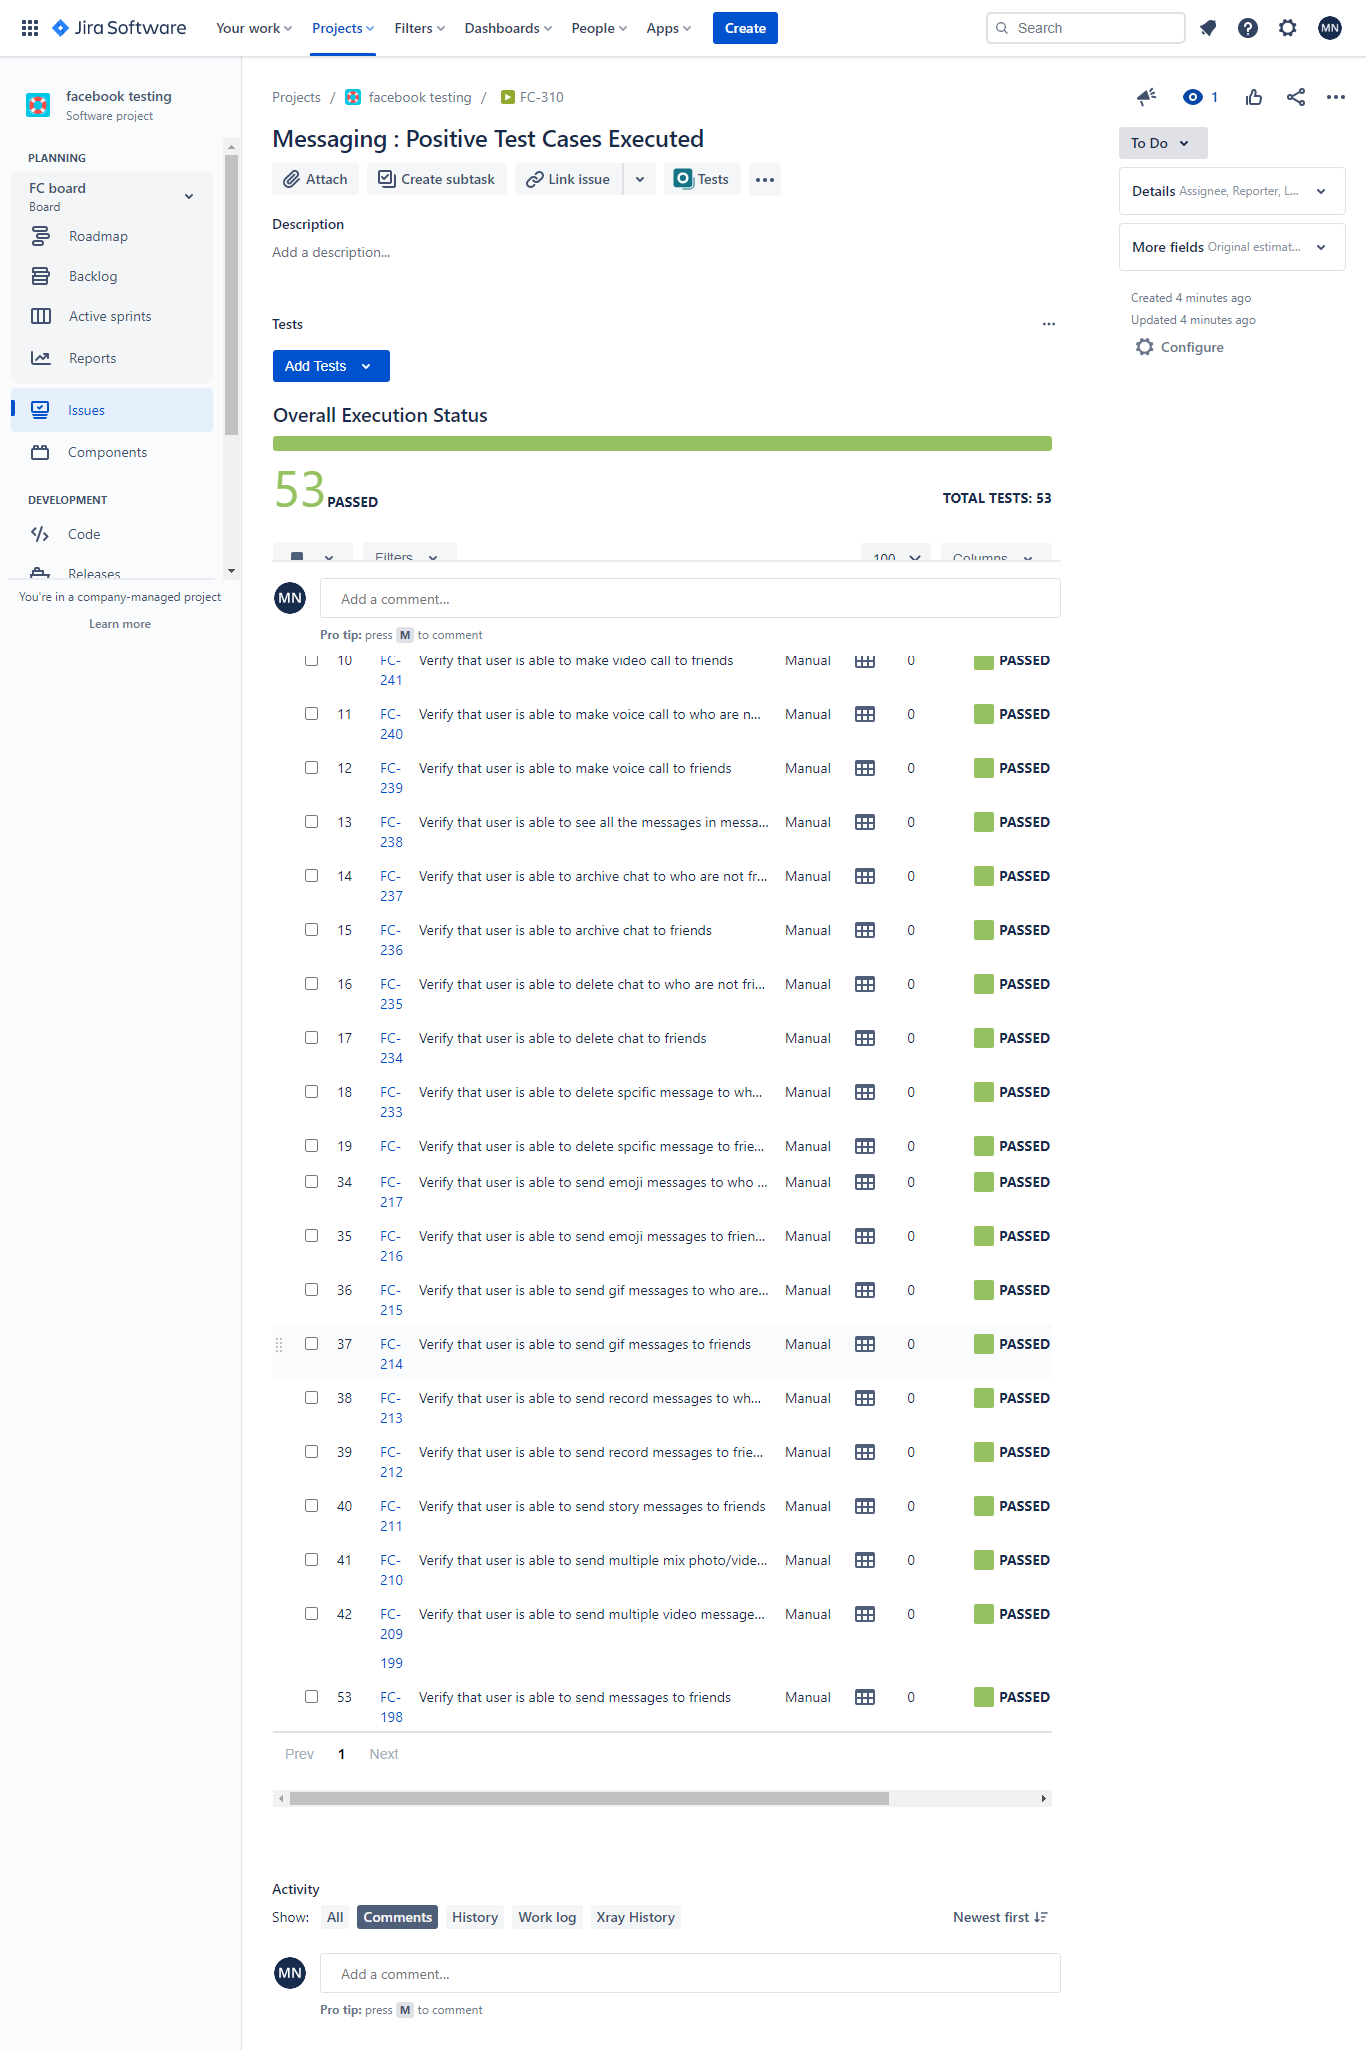 Jira Software
Your work
Projects
Filters
Dashboards
People
Apps
Create
Search
MN
facebook testing
Software project
PLANNING
FC board
Board
Roadmap
Backlog
Active sprints
Reports
Issues
Components
DEVELOPMENT
Code
Releases
You're in a company-managed project
Learn more
Projects / facebook testing / FC-310
1
Messaging : Positive Test Cases Executed
Attach
Create subtask
Link issue
Tests
To Do
Details Assignee, Reporter, L...
More fields Original estimat...
Created 4 minutes ago
Updated 4 minutes ago
Configure
Description
Add a description...
Tests
Add Tests
Overall Execution Status
53 PASSED
TOTAL TESTS: 53
Filters
100
Columns
MN
Add a comment...
Pro tip: press M to comment
10 FC-241 Verify that user is able to make video call to friends Manual 0 PASSED
11 FC-240 Verify that user is able to make voice call to who are n... Manual 0 PASSED
12 FC-239 Verify that user is able to make voice call to friends Manual 0 PASSED
13 FC-238 Verify that user is able to see all the messages in messa... Manual 0 PASSED
14 FC-237 Verify that user is able to archive chat to who are not fr... Manual 0 PASSED
15 FC-236 Verify that user is able to archive chat to friends Manual 0 PASSED
16 FC-235 Verify that user is able to delete chat to who are not fri... Manual 0 PASSED
17 FC-234 Verify that user is able to delete chat to friends Manual 0 PASSED
18 FC-233 Verify that user is able to delete spcific message to wh... Manual 0 PASSED
19 FC- Verify that user is able to delete spcific message to frie... Manual 0 PASSED
34 FC-217 Verify that user is able to send emoji messages to who ... Manual 0 PASSED
35 FC-216 Verify that user is able to send emoji messages to frien... Manual 0 PASSED
36 FC-215 Verify that user is able to send gif messages to who are... Manual 0 PASSED
37 FC-214 Verify that user is able to send gif messages to friends Manual 0 PASSED
38 FC-213 Verify that user is able to send record messages to wh... Manual 0 PASSED
39 FC-212 Verify that user is able to send record messages to frie... Manual 0 PASSED
40 FC-211 Verify that user is able to send story messages to friends Manual 0 PASSED
41 FC-210 Verify that user is able to send multiple mix photo/vide... Manual 0 PASSED
42 FC-209 Verify that user is able to send multiple video message... Manual 0 PASSED
199
53 FC-198 Verify that user is able to send messages to friends Manual 0 PASSED
Prev 1 Next
Activity
Show: All Comments History Work log Xray History
Newest first
MN
Add a comment...
Pro tip: press M to comment